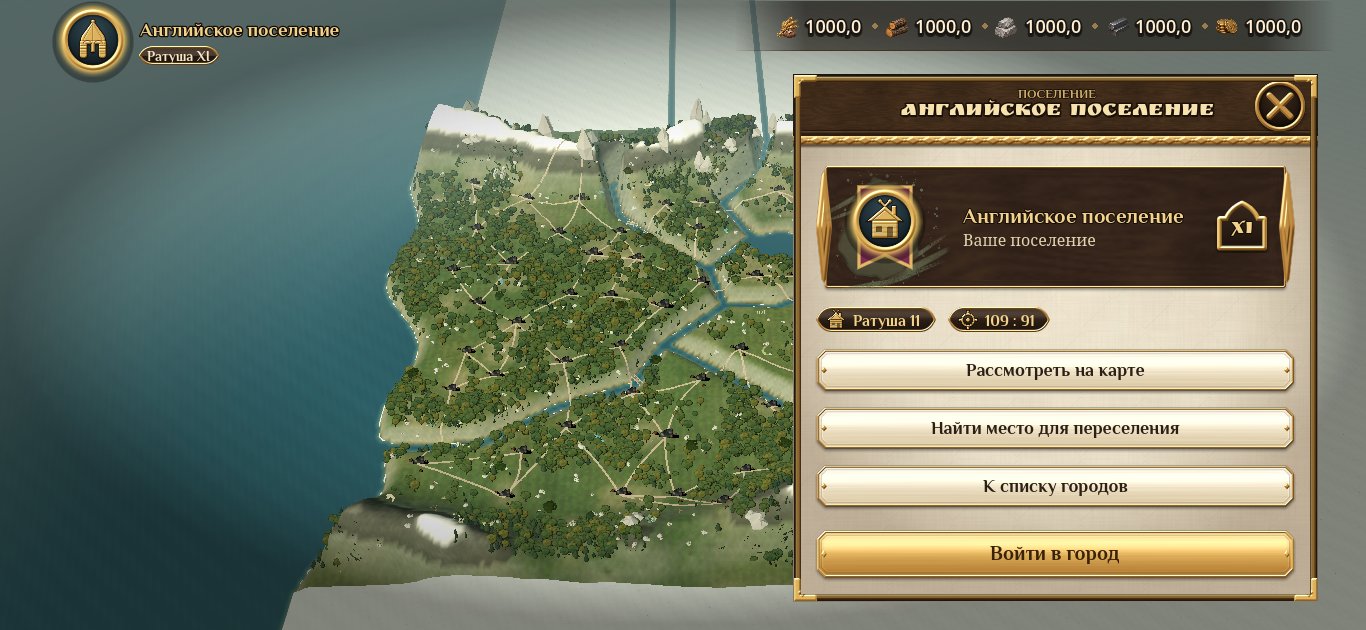 Английское поселение
Ратуша XI
1000,0 1000,0 1000,0 1000,0 1000,0
ПОСЕЛЕНИЕ
АНГЛИЙСКОЕ ПОСЕЛЕНИЕ
Английское поселение
Ваше поселение
XI
Ратуша 11
109 : 91
Рассмотреть на карте
Найти место для переселения
К списку городов
Войти в город